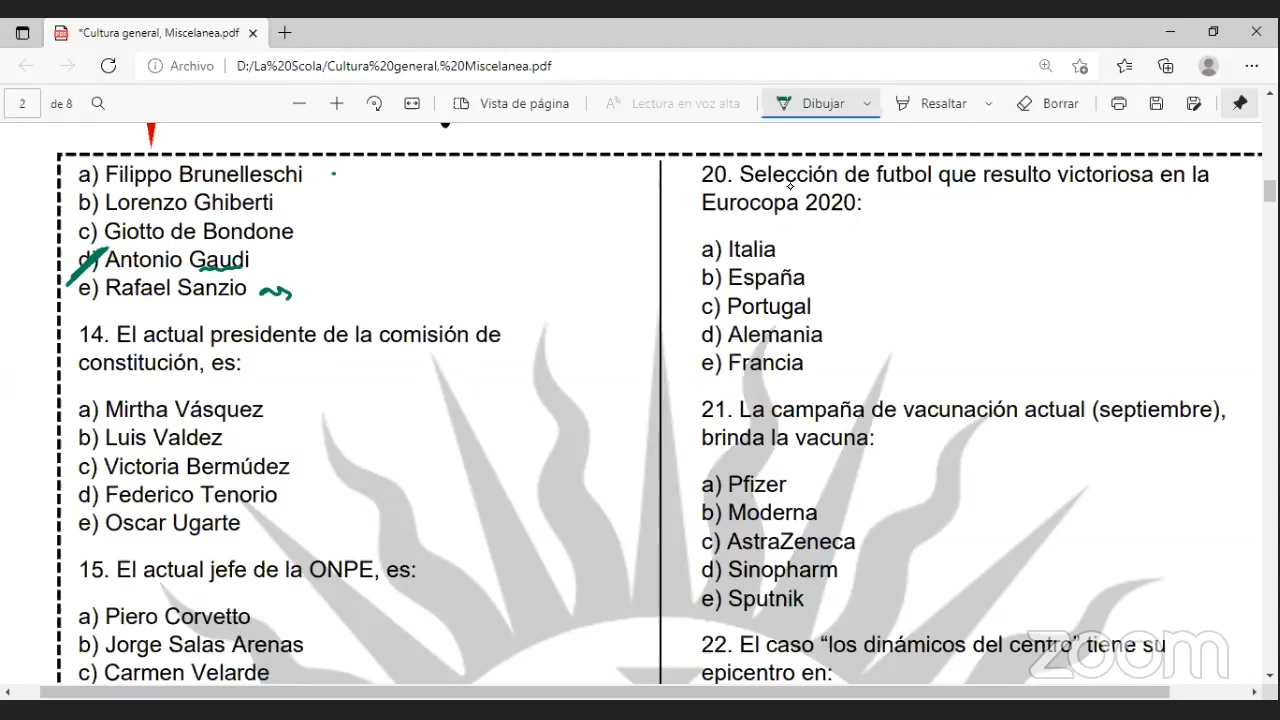 *Cultura general, Miscelanea.pdf
Archivo
D:/La%20Scola/Cultura%20general,%20Miscelanea.pdf
2
de 8
Vista de página
Lectura en voz alta
Dibujar
Resaltar
Borrar
a) Filippo Brunelleschi
b) Lorenzo Ghiberti
c) Giotto de Bondone
d) Antonio Gaudi
e) Rafael Sanzio
14. El actual presidente de la comisión de
constitución, es:
a) Mirtha Vásquez
b) Luis Valdez
c) Victoria Bermúdez
d) Federico Tenorio
e) Oscar Ugarte
15. El actual jefe de la ONPE, es:
a) Piero Corvetto
b) Jorge Salas Arenas
c) Carmen Velarde
20. Selección de futbol que resulto victoriosa en la
Eurocopa 2020:
a) Italia
b) España
c) Portugal
d) Alemania
e) Francia
21. La campaña de vacunación actual (septiembre),
brinda la vacuna:
a) Pfizer
b) Moderna
c) AstraZeneca
d) Sinopharm
e) Sputnik
22. El caso “los dinámicos del centro” tiene su
epicentro en:
zoom